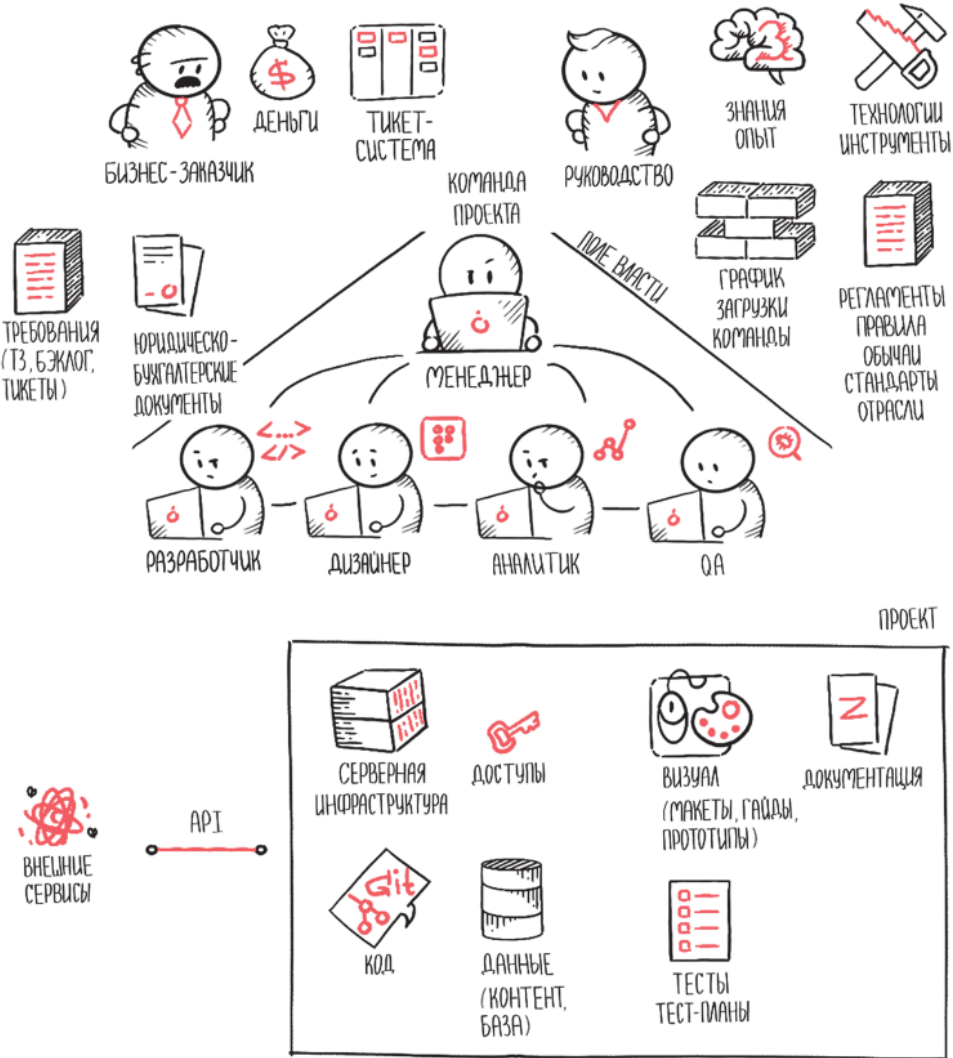 $
БИЗНЕС-ЗАКАЗЧИК
ДЕНЬГИ
ТИКЕТ-
СИСТЕМА
РУКОВОДСТВО
ЗНАНИЯ
ОПЫТ
ТЕХНОЛОГИИ
ИНСТРУМЕНТЫ
КОМАНДА
ПРОЕКТА
ПОЛЕ ВЛАСТИ
ТРЕБОВАНИЯ
(ТЗ, БЭКЛОГ,
ТИКЕТЫ)
ЮРИДИЧЕСКО-
БУХГАЛТЕРСКИЕ
ДОКУМЕНТЫ
МЕНЕДЖЕР
ГРАФИК
ЗАГРУЗКИ
КОМАНДЫ
РЕГЛАМЕНТЫ
ПРАВИЛА
ОБЫЧАИ
СТАНДАРТЫ
ОТРАСЛИ
<...>
</>
РАЗРАБОТЧИК
ДИЗАЙНЕР
АНАЛИТИК
QA
ПРОЕКТ
СЕРВЕРНАЯ
ИНФРАСТРУКТУРА
ДОСТУПЫ
ВИЗУАЛ
(МАКЕТЫ, ГАЙДЫ,
ПРОТОТИПЫ)
ДОКУМЕНТАЦИЯ
ВНЕШНИЕ
СЕРВИСЫ
API
Git
КОД
ДАННЫЕ
(КОНТЕНТ,
БАЗА)
ТЕСТЫ
ТЕСТ-ПЛАНЫ